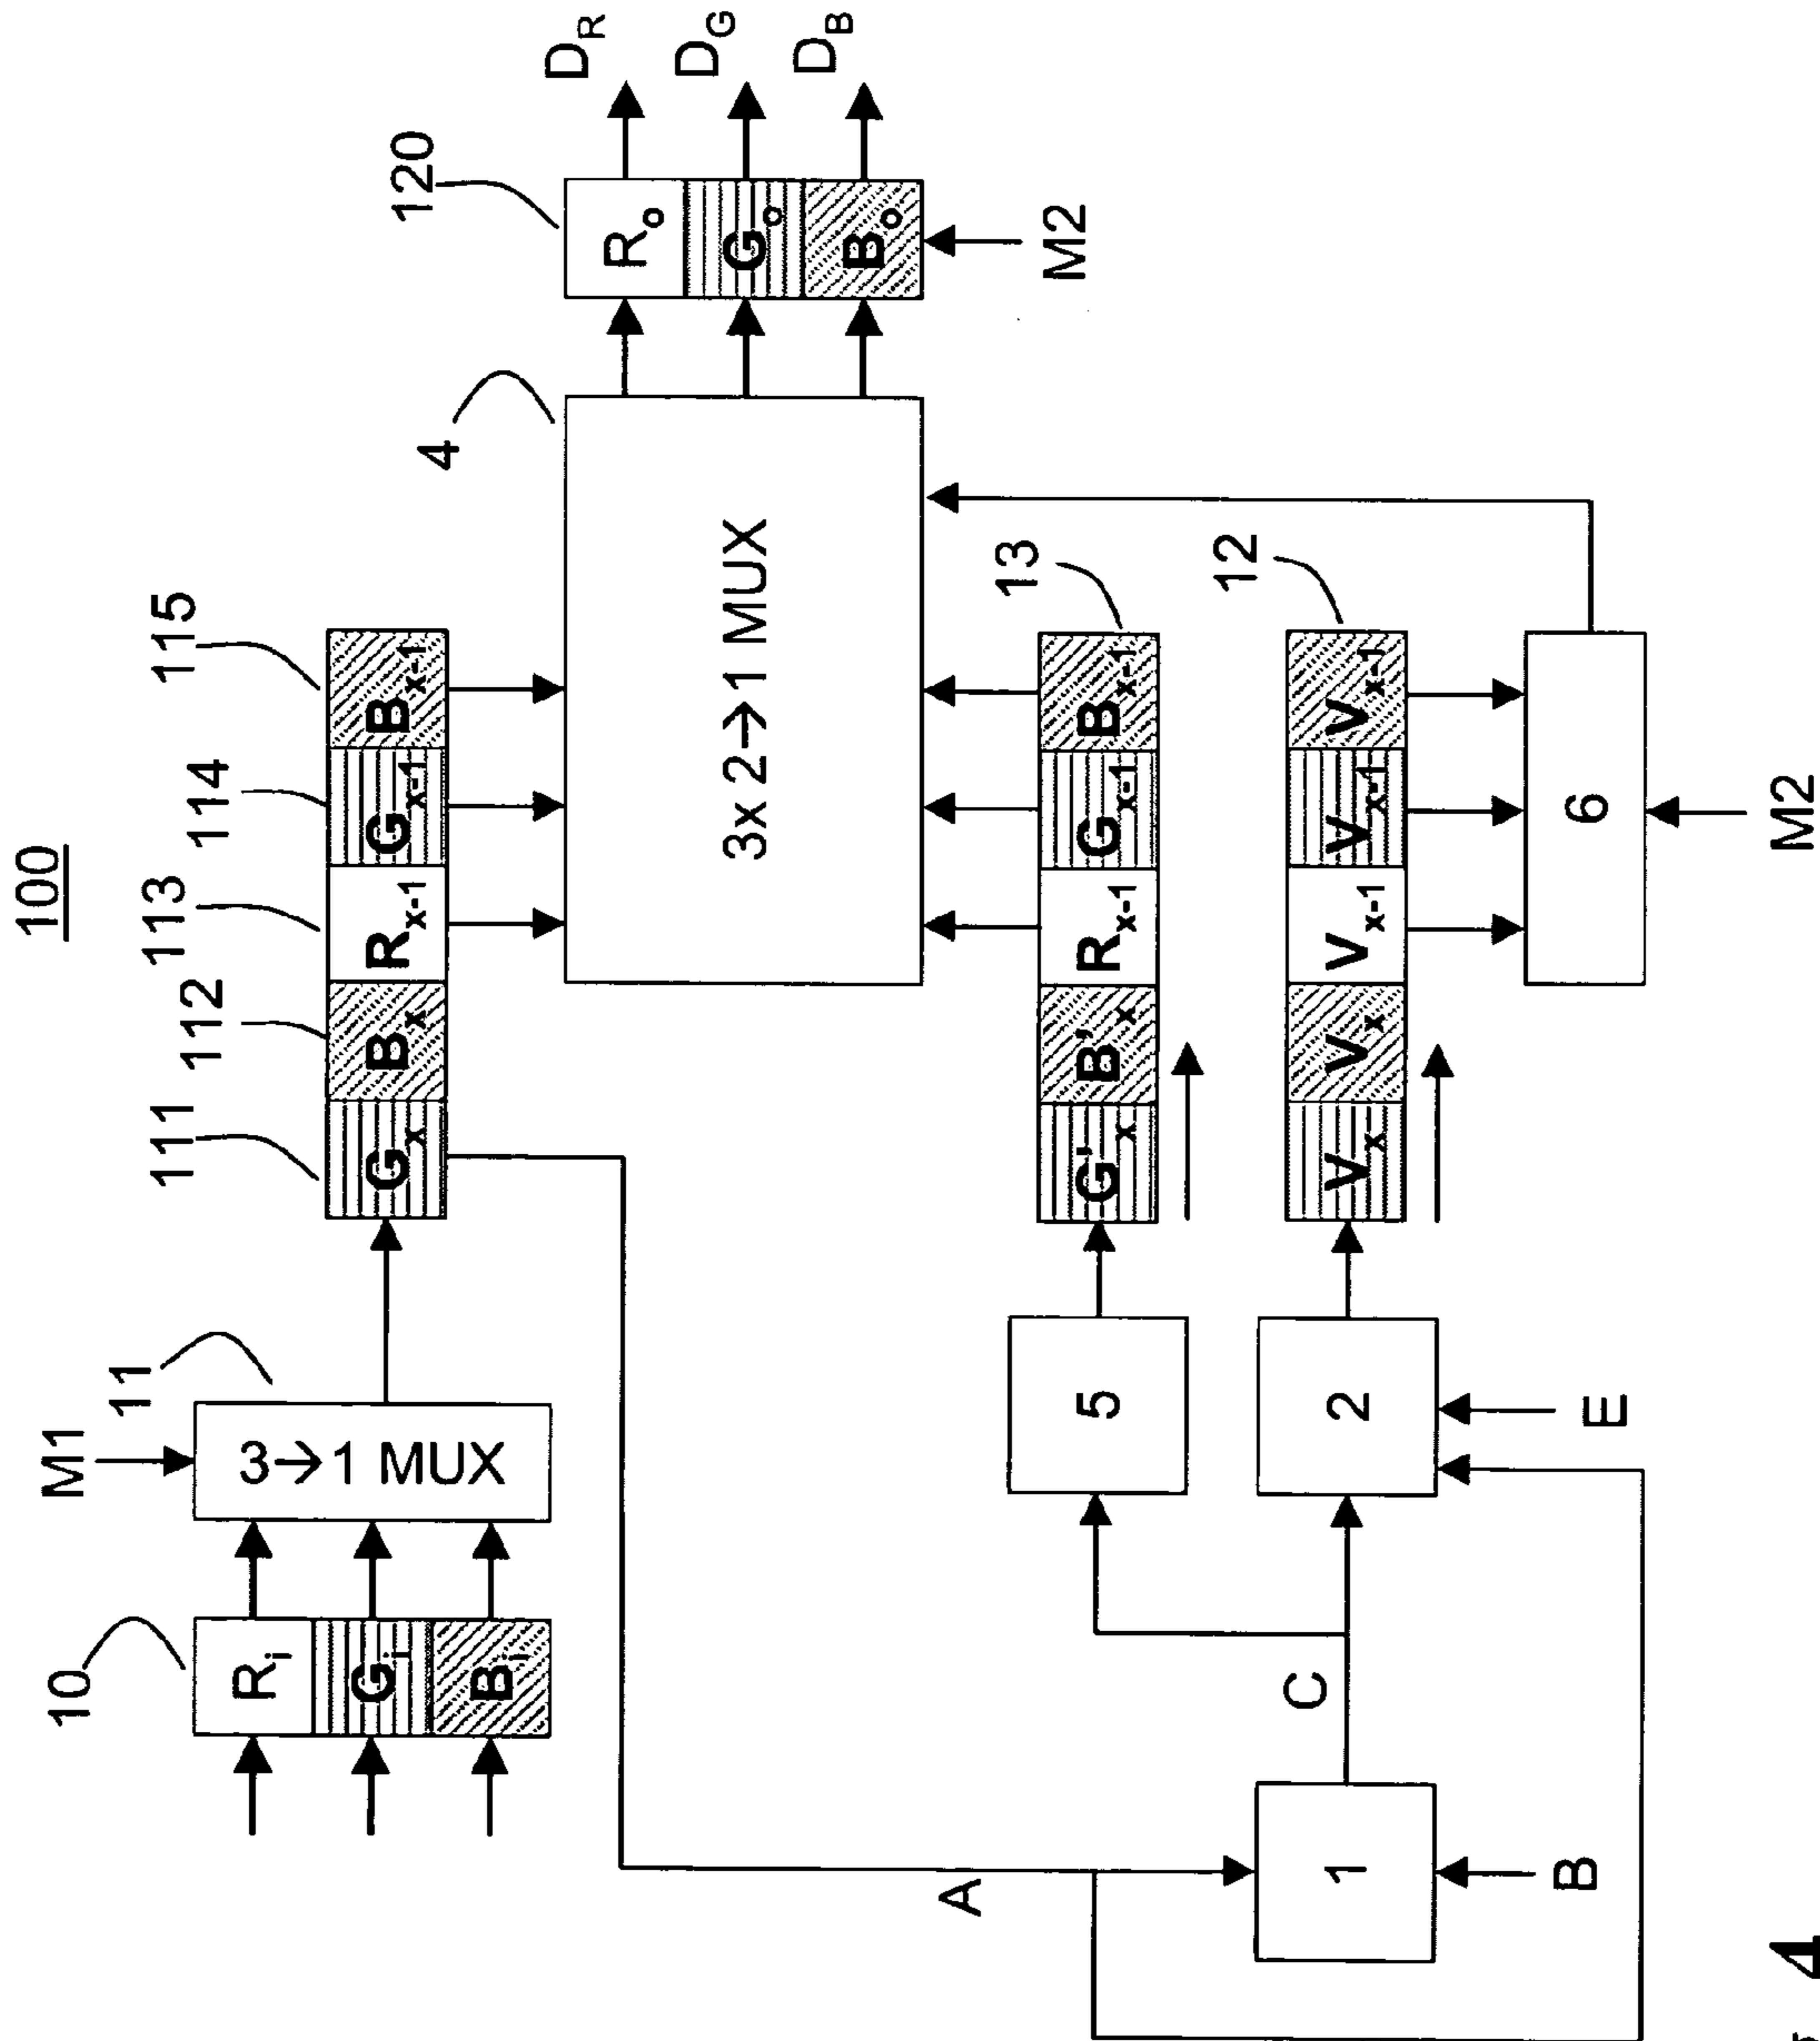 100
10
R_i
G_i
B_i
M1
11
3→1 MUX
111
112
113
114
115
G_x
B_x
R_x-1
G_x-1
B_x-1
4
3x 2→1 MUX
120
R_o
G_o
B_o
D_R
D_G
D_B
M2
A
1
B
C
5
2
E
13
G'_x
B'_x
R_x-1
G_x-1
B_x-1
12
V_x
V_x
V_x-1
V_x-1
V_x-1
6
M2
4